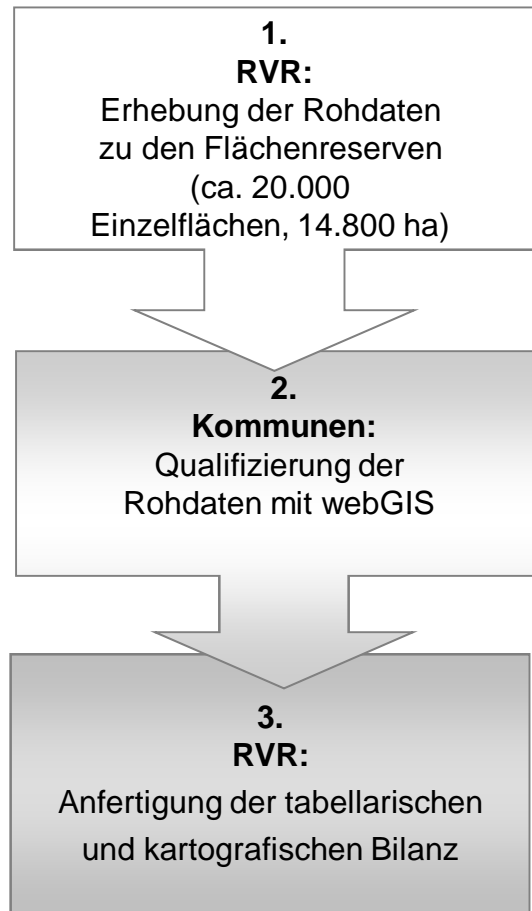 1.
RVR:
Erhebung der Rohdaten
zu den Flächenreserven
(ca. 20.000
Einzelflächen, 14.800 ha)
2.
Kommunen:
Qualifizierung der
Rohdaten mit webGIS
3.
RVR:
Anfertigung der tabellarischen
und kartografischen Bilanz